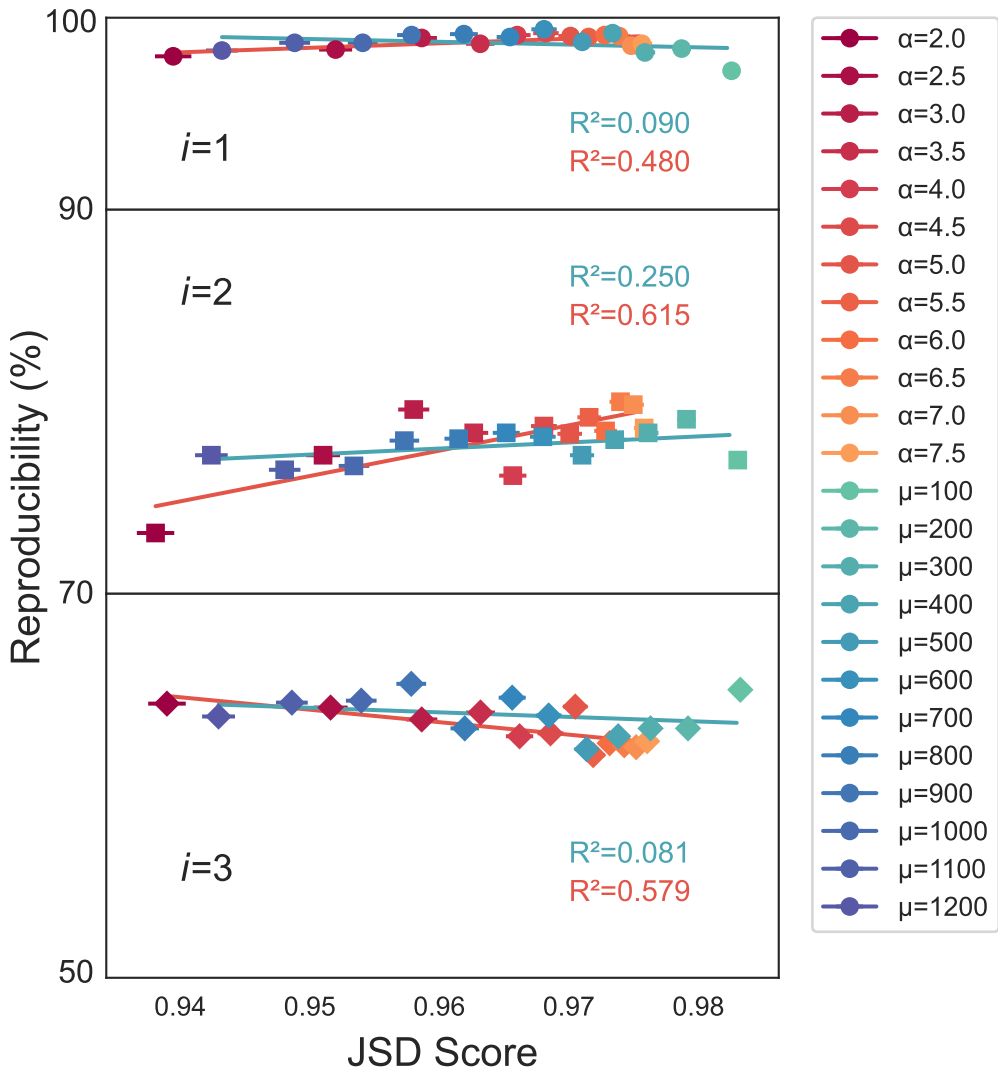 100
90
70
50
Reproducibility (%)
i=1
R²=0.090
R²=0.480
i=2
R²=0.250
R²=0.615
i=3
R²=0.081
R²=0.579
0.94 0.95 0.96 0.97 0.98
JSD Score
α=2.0
α=2.5
α=3.0
α=3.5
α=4.0
α=4.5
α=5.0
α=5.5
α=6.0
α=6.5
α=7.0
α=7.5
μ=100
μ=200
μ=300
μ=400
μ=500
μ=600
μ=700
μ=800
μ=900
μ=1000
μ=1100
μ=1200